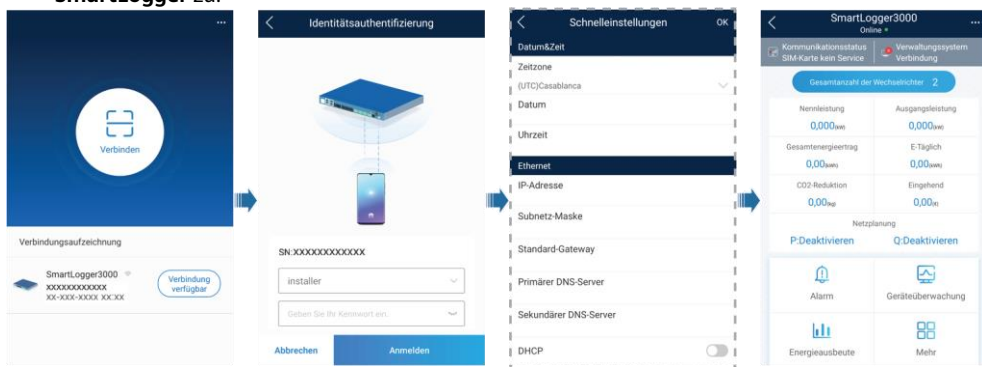 SmartLogger zu.
Verbinden
Verbindungsaufzeichnung
SmartLogger3000
XXXXXXXXXXXX
XX-XXX-XXXX XX:XX
Verbindung
verfügbar
Identitätsauthentifizierung
SN:XXXXXXXXXXXX
installer
Geben Sie Ihr Kennwort ein.
Abbrechen
Anmelden
Schnelleinstellungen
OK
Datum&Zeit
Zeitzone
(UTC)Casablanca
Datum
Uhrzeit
Ethernet
IP-Adresse
Subnetz-Maske
Standard-Gateway
Primärer DNS-Server
Sekundärer DNS-Server
DHCP
SmartLogger3000
Online
Kommunikationsstatus
SIM-Karte kein Service
Verwaltungssystem
Verbindung
Gesamtanzahl der Wechselrichter 2
Nennleistung
Ausgangsleistung
0,000(kW)
0,000(kW)
Gesamtenergieertrag
E-Täglich
0,00(kWh)
0,00(kWh)
CO2-Reduktion
Eingehend
0,00(kg)
0,00(€)
Netzplanung
P:Deaktivieren
Q:Deaktivieren
Alarm
Geräteüberwachung
Energieausbeute
Mehr